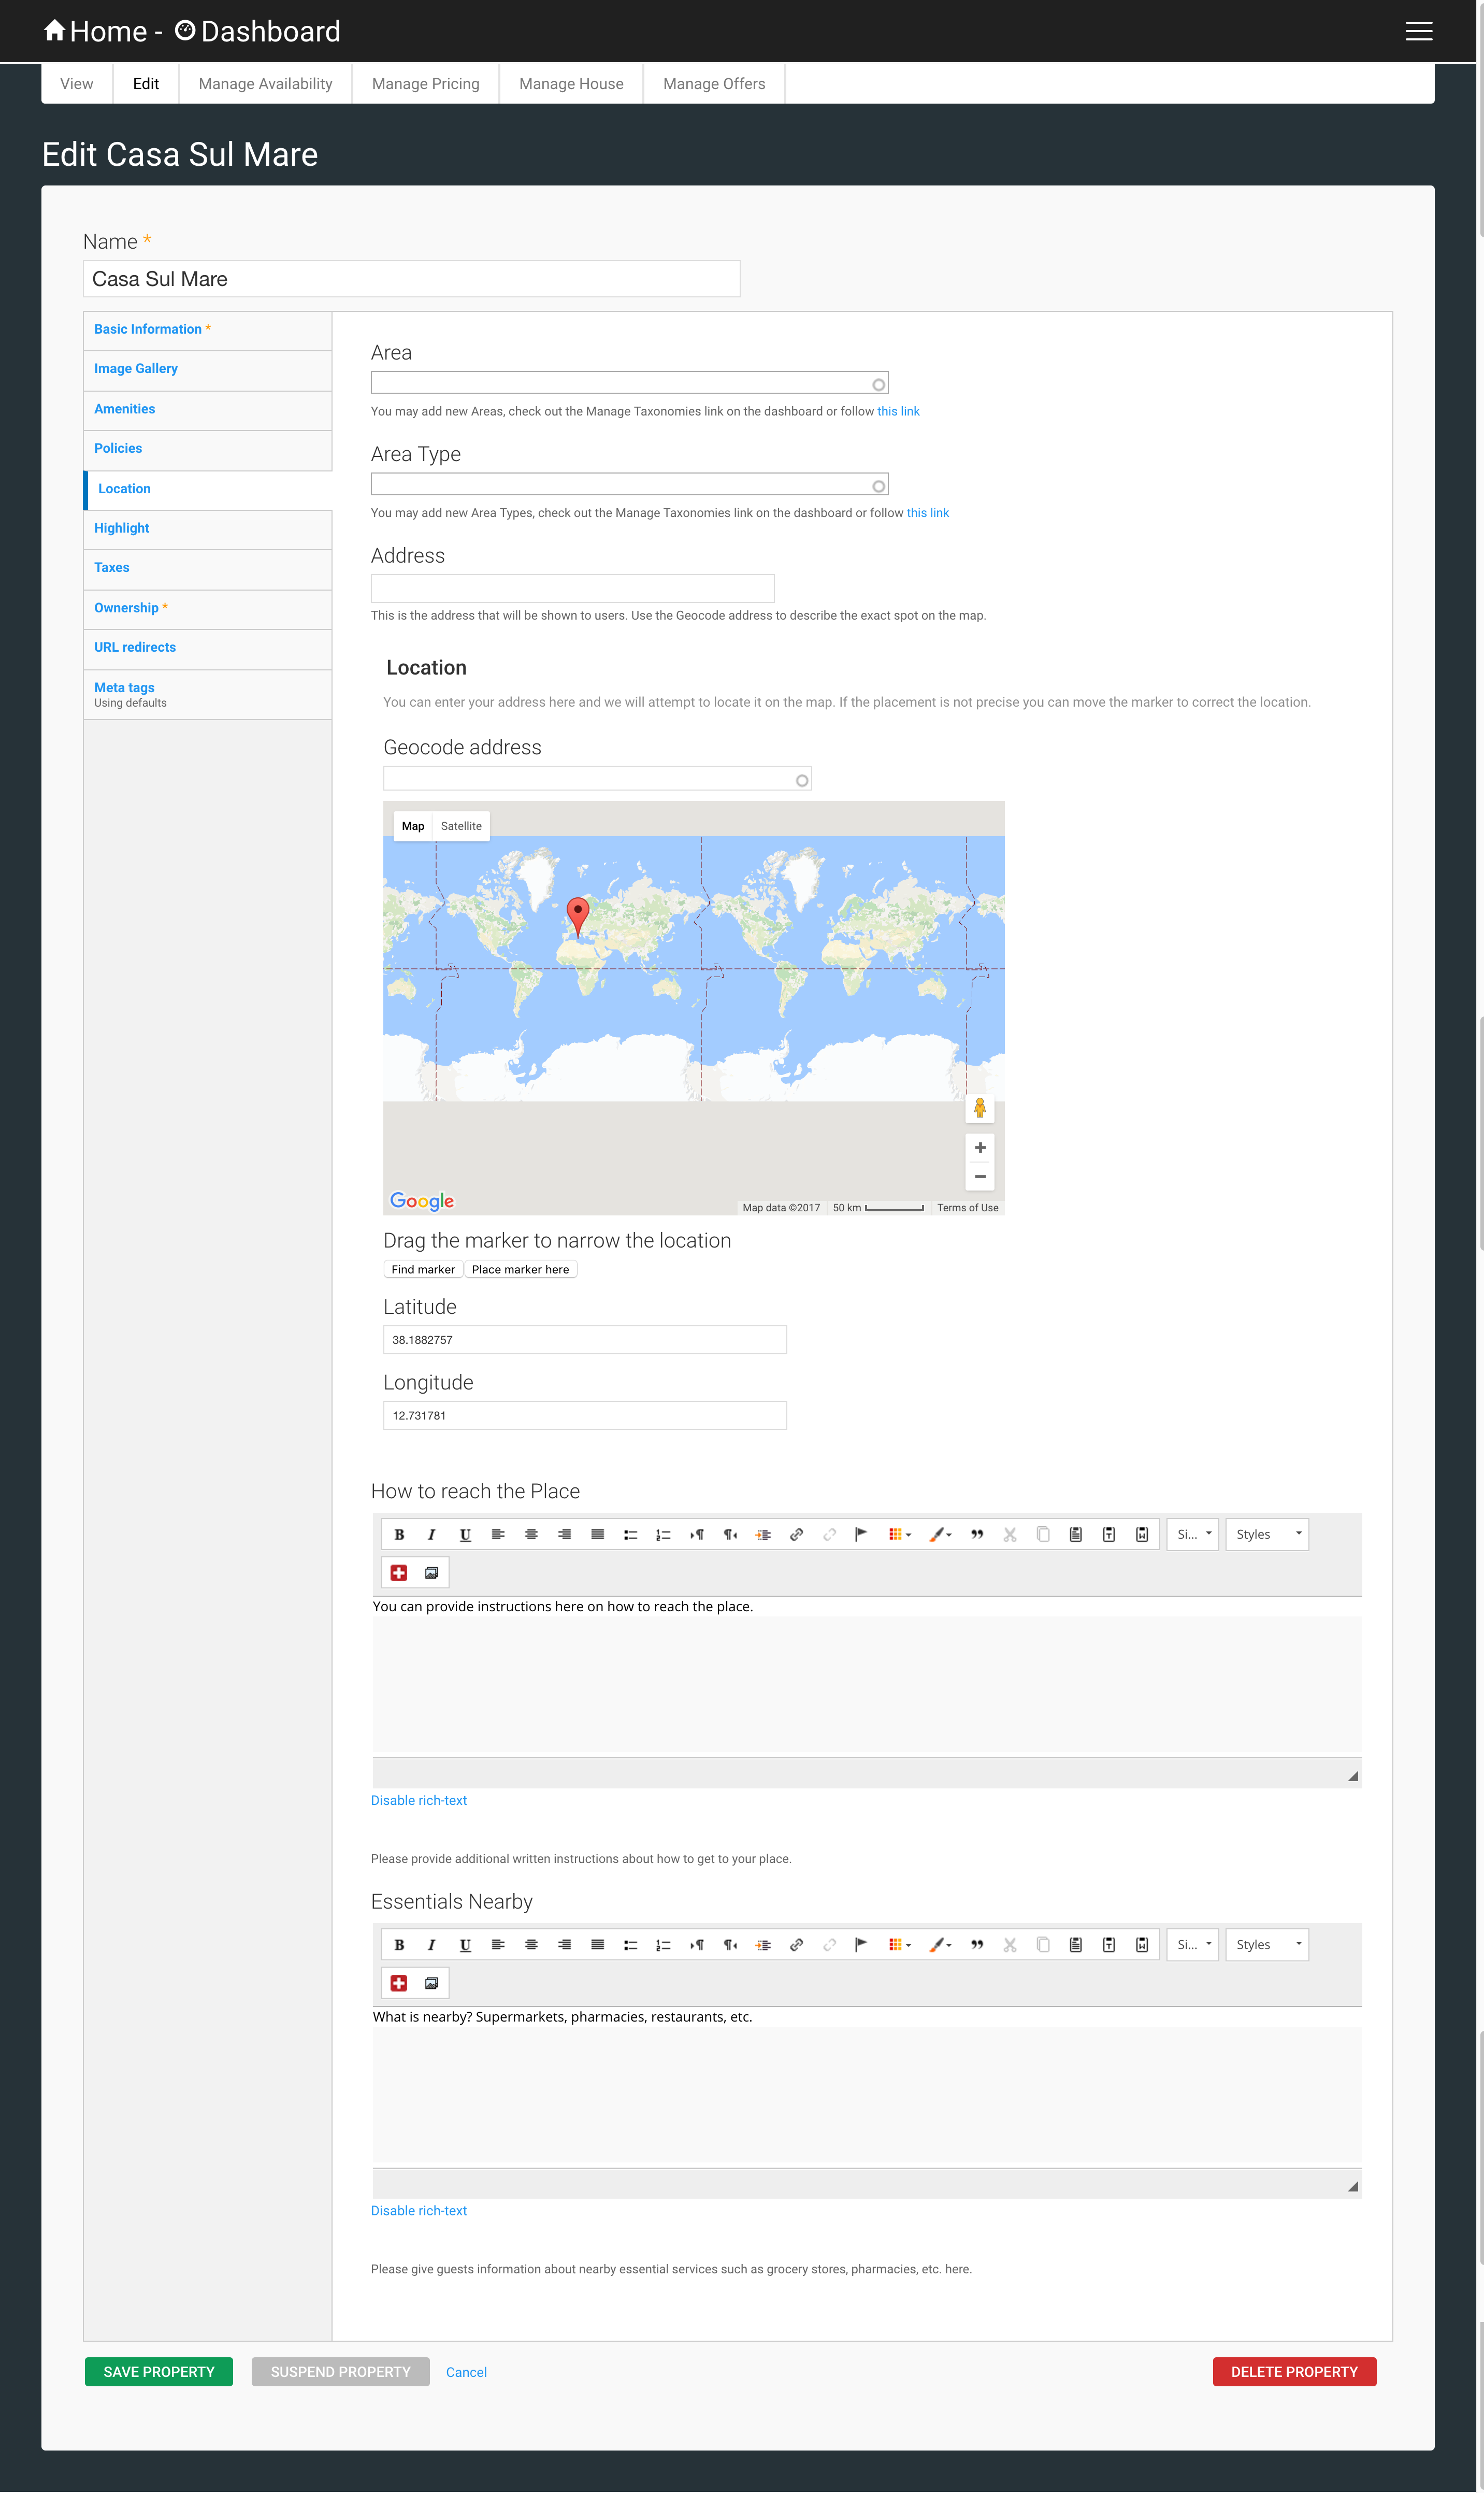 Home - Dashboard
View Edit Manage Availability Manage Pricing Manage House Manage Offers
Edit Casa Sul Mare
Name *
Casa Sul Mare
Basic Information *
Image Gallery
Amenities
Policies
Location
Highlight
Taxes
Ownership *
URL redirects
Meta tags
Using defaults
Area
You may add new Areas, check out the Manage Taxonomies link on the dashboard or follow this link
Area Type
You may add new Area Types, check out the Manage Taxonomies link on the dashboard or follow this link
Address
This is the address that will be shown to users. Use the Geocode address to describe the exact spot on the map.
Location
You can enter your address here and we will attempt to locate it on the map. If the placement is not precise you can move the marker to correct the location.
Geocode address
Map Satellite
Google
Map data ©2017 50 km Terms of Use
Drag the marker to narrow the location
Find marker Place marker here
Latitude
38.1882757
Longitude
12.731781
How to reach the Place
B I U Si... Styles
You can provide instructions here on how to reach the place.
Disable rich-text
Please provide additional written instructions about how to get to your place.
Essentials Nearby
B I U Si... Styles
What is nearby? Supermarkets, pharmacies, restaurants, etc.
Disable rich-text
Please give guests information about nearby essential services such as grocery stores, pharmacies, etc. here.
SAVE PROPERTY SUSPEND PROPERTY Cancel DELETE PROPERTY